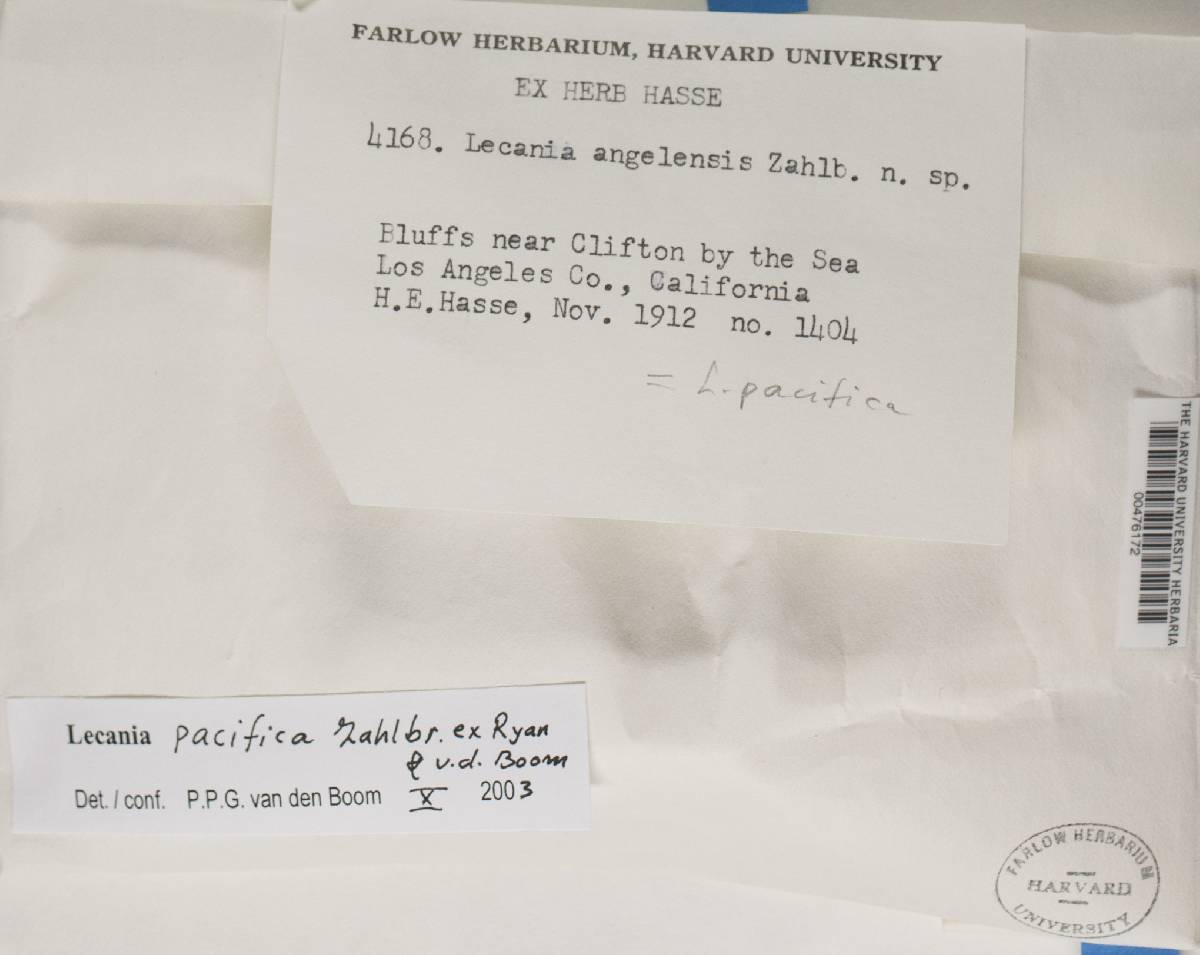 FARLOW HERBARIUM, HARVARD UNIVERSITY
EX HERB HASSE
4168. Lecania angelensis Zahlb. n. sp.
Bluffs near Clifton by the Sea
Los Angeles Co., California
H.E.Hasse, Nov. 1912 no. 1404
= L. pacifica
THE HARVARD UNIVERSITY HERBARIA
00476172
Lecania pacifica Zahlbr. ex Ryan
& v.d. Boom
Det. / conf. P.P.G. van den Boom X 2003
FARLOW HERBARIUM
HARVARD
UNIVERSITY